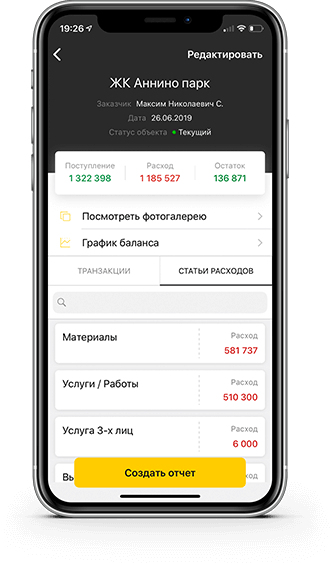 19:26
Редактировать
ЖК Аннино парк
Заказчик Максим Николаевич С.
Дата 26.06.2019
Статус объекта Текущий
Поступление Расход Остаток
1 322 398 1 185 527 136 871
Посмотреть фотогалерею
График баланса
ТРАНЗАКЦИИ СТАТЬИ РАСХОДОВ
Материалы Расход
581 737
Услуги / Работы Расход
510 300
Услуга 3-х лиц Расход
6 000
Создать отчет